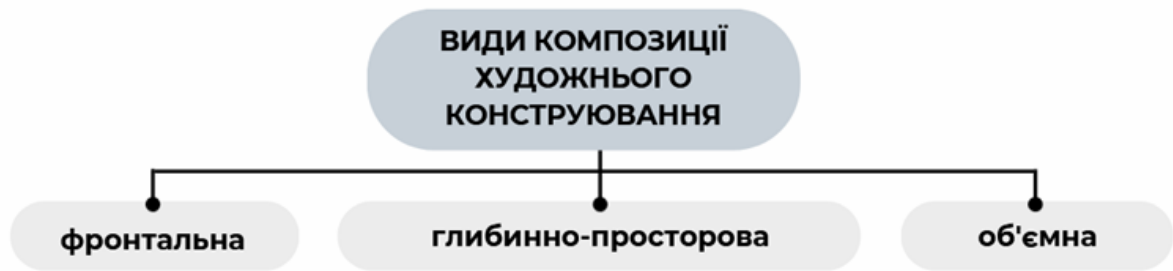 ВИДИ КОМПОЗИЦІЇ
ХУДОЖНЬОГО
КОНСТРУЮВАННЯ
фронтальна
глибинно-просторова
об'ємна